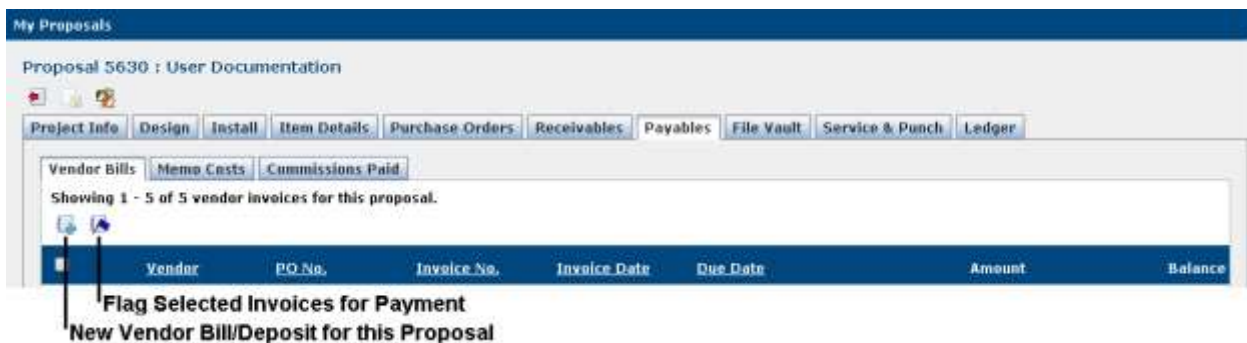 My Proposals
Proposal 5630 : User Documentation
Project Info Design Install Item Details Purchase Orders Receivables Payables File Vault Service & Punch Ledger
Vendor Bills Memo Costs Commissions Paid
Showing 1 - 5 of 5 vendor invoices for this proposal.
Vendor PO No. Invoice No. Invoice Date Due Date Amount Balance
Flag Selected Invoices for Payment
New Vendor Bill/Deposit for this Proposal